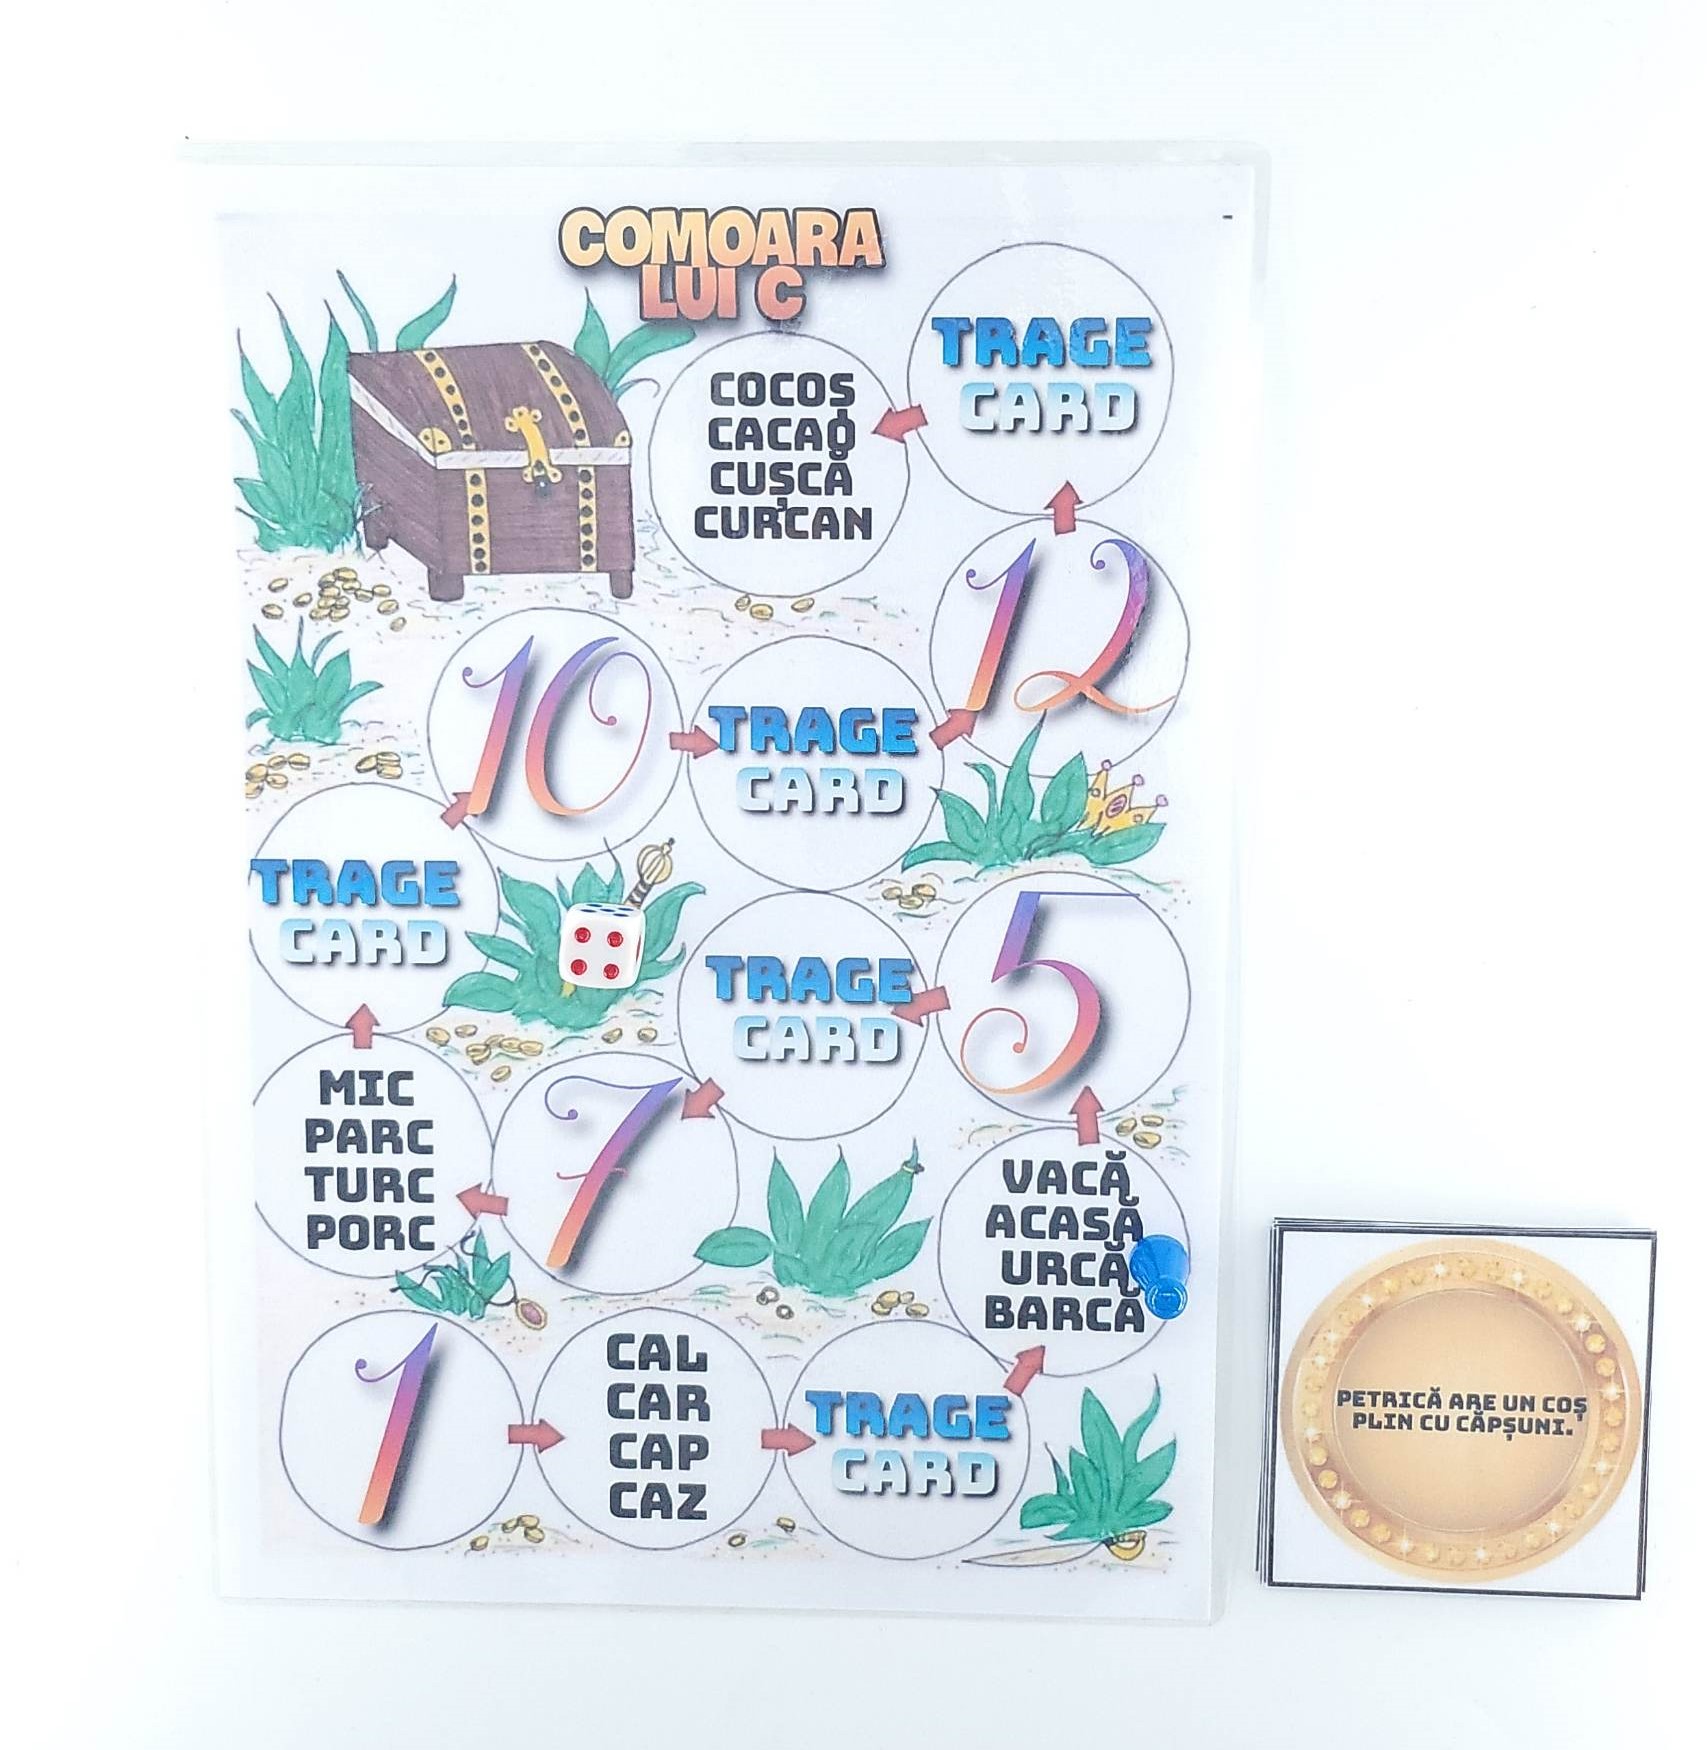 COMOARA
LUI C
TRAGE
CARD
COCOȘ
CACAO
CUȘCĂ
CURCAN
12
10
TRAGE
CARD
TRAGE
CARD
TRAGE
CARD
5
MIC
PARC
TURC
PORC
7
VACĂ
ACASĂ
URCĂ
BARCĂ
1
CAL
CAR
CAP
CAZ
TRAGE
CARD
PETRICĂ ARE UN COȘ
PLIN CU CĂPȘUNI.